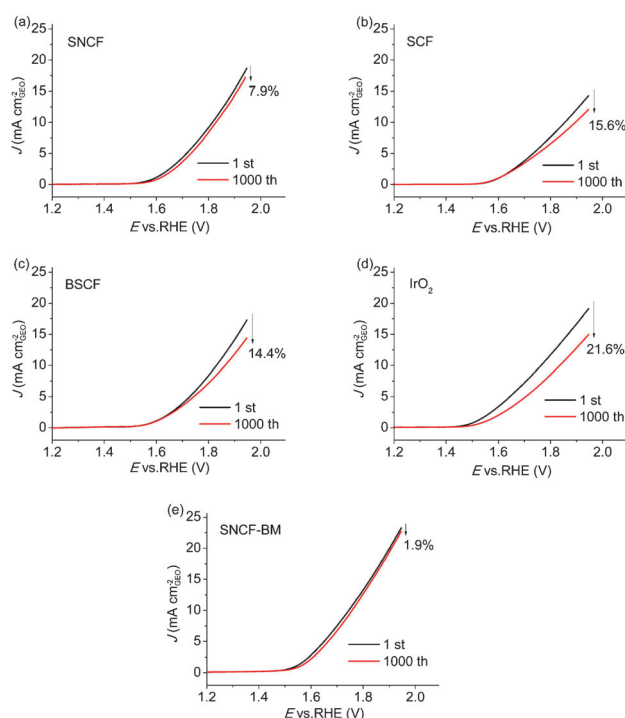 (a)
SNCF
25
20
15
10
5
0
J (mA cm⁻²GEO)
7.9%
1 st
1000 th
1.2 1.4 1.6 1.8 2.0
E vs.RHE (V)
(b)
SCF
25
20
15
10
5
0
J (mA cm⁻²GEO)
15.6%
1 st
1000 th
1.2 1.4 1.6 1.8 2.0
E vs.RHE (V)
(c)
BSCF
25
20
15
10
5
0
J (mA cm⁻²GEO)
14.4%
1 st
1000 th
1.2 1.4 1.6 1.8 2.0
E vs.RHE (V)
(d)
IrO₂
25
20
15
10
5
0
J (mA cm⁻²GEO)
21.6%
1 st
1000 th
1.2 1.4 1.6 1.8 2.0
E vs.RHE (V)
(e)
SNCF-BM
25
20
15
10
5
0
J (mA cm⁻²GEO)
1.9%
1 st
1000 th
1.2 1.4 1.6 1.8 2.0
E vs.RHE (V)